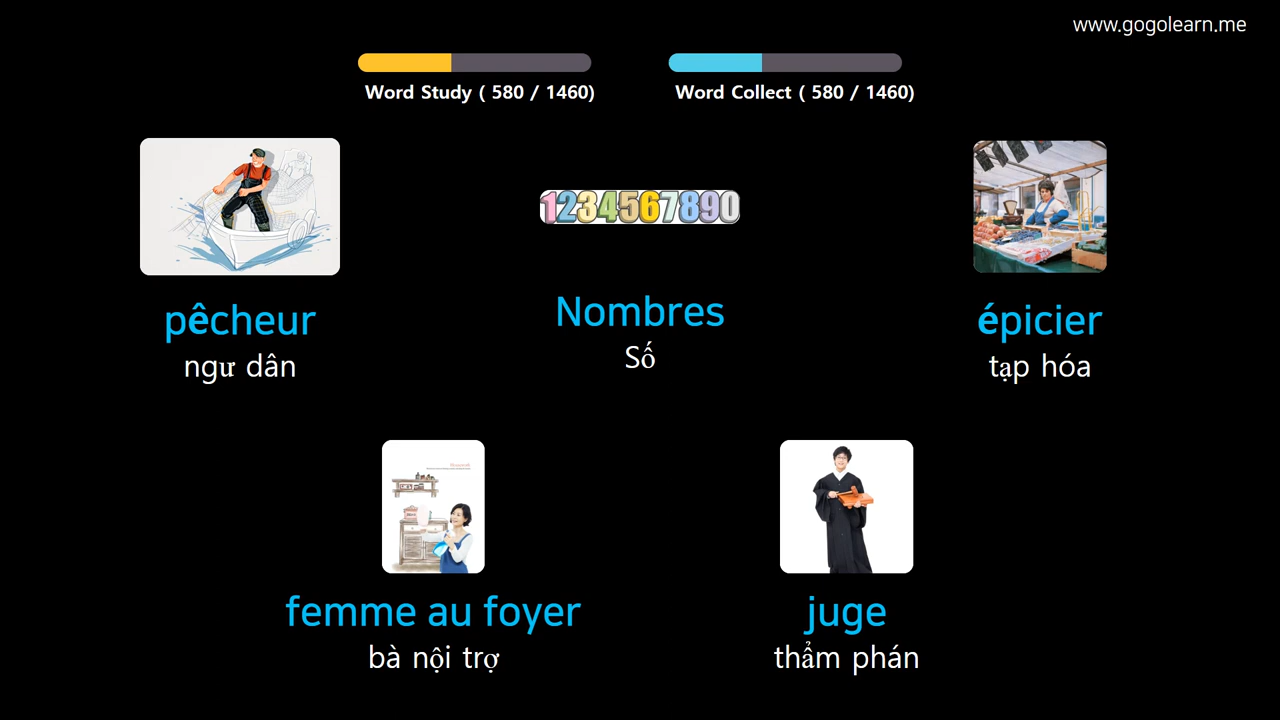 www.gogolearn.me
Word Study ( 580 / 1460)
Word Collect ( 580 / 1460)
1234567890
pêcheur
ngư dân
Nombres
Số
épicier
tạp hóa
femme au foyer
bà nội trợ
juge
thẩm phán